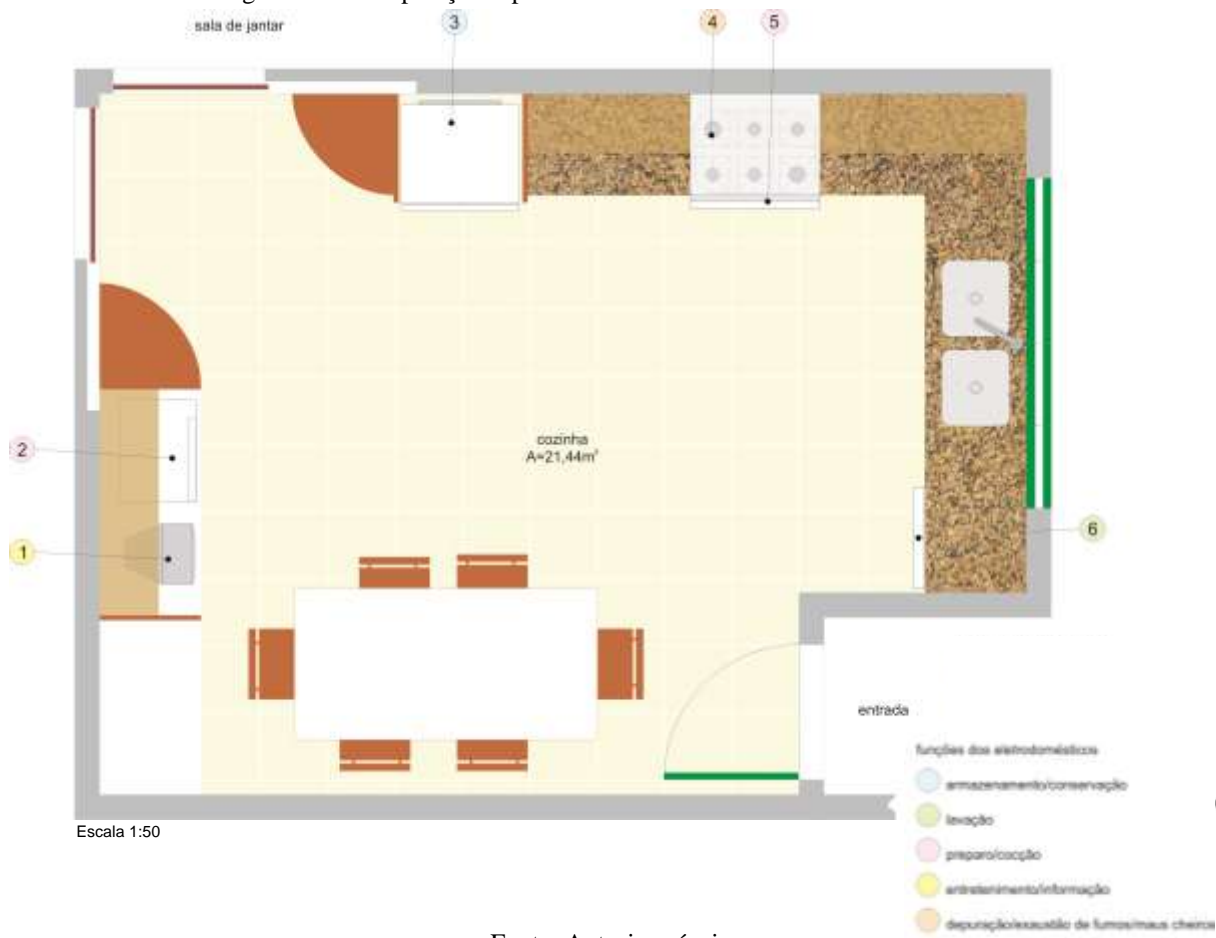 sala de jantar
3
4
5
2
cozinha
A=21,44m²
1
6
entrada
funções dos eletrodomésticos
armazenamento/conservação
lavação
preparo/cocção
entretenimento/informação
depuração/exaustão de fumos/maus cheiros
Escala 1:50